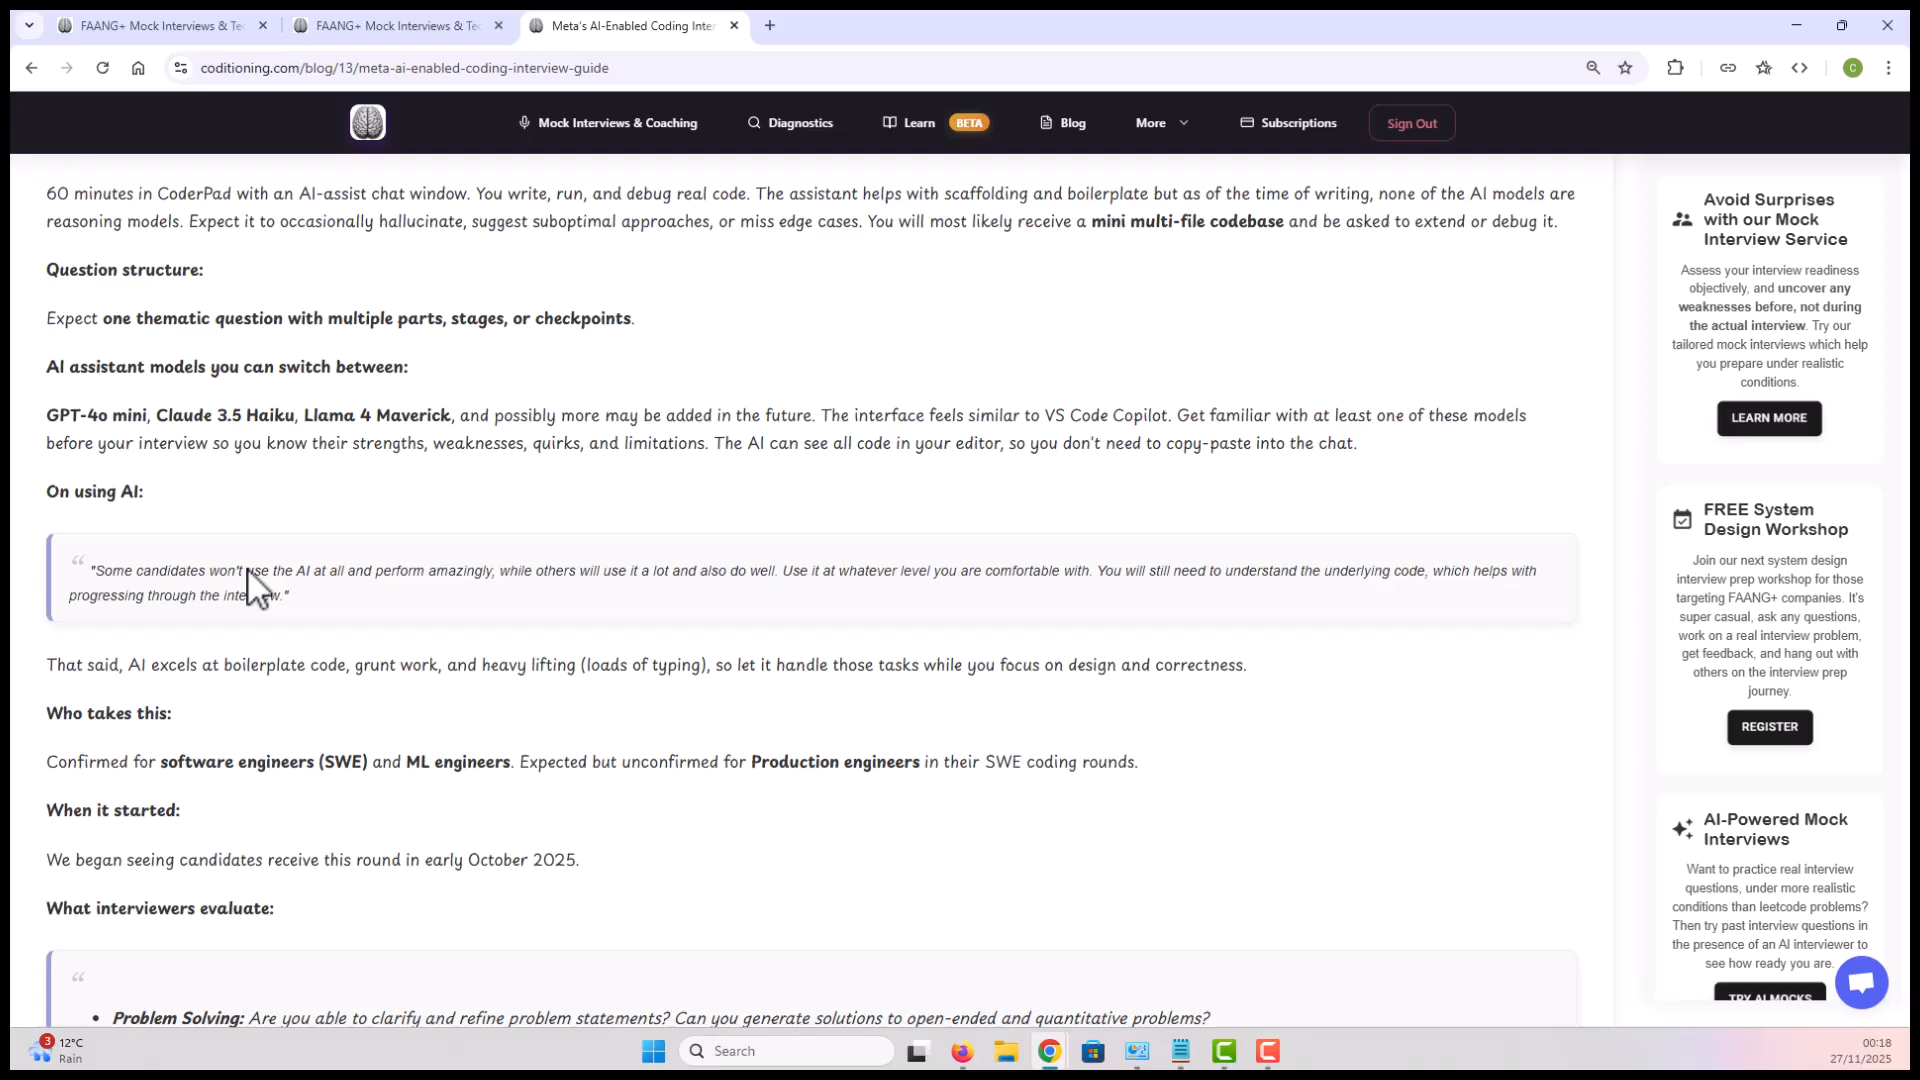 FAANG+ Mock Interviews & Tec
FAANG+ Mock Interviews & Tec
Meta's AI-Enabled Coding Inter
coditioning.com/blog/13/meta-ai-enabled-coding-interview-guide
C
Mock Interviews & Coaching
Diagnostics
Learn BETA
Blog
More
Subscriptions
Sign Out
60 minutes in CoderPad with an AI-assist chat window. You write, run, and debug real code. The assistant helps with scaffolding and boilerplate but as of the time of writing, none of the AI models are
reasoning models. Expect it to occasionally hallucinate, suggest suboptimal approaches, or miss edge cases. You will most likely receive a mini multi-file codebase and be asked to extend or debug it.
Question structure:
Expect one thematic question with multiple parts, stages, or checkpoints.
AI assistant models you can switch between:
GPT-4o mini, Claude 3.5 Haiku, Llama 4 Maverick, and possibly more may be added in the future. The interface feels similar to VS Code Copilot. Get familiar with at least one of these models
before your interview so you know their strengths, weaknesses, quirks, and limitations. The AI can see all code in your editor, so you don't need to copy-paste into the chat.
On using AI:
"Some candidates won't use the AI at all and perform amazingly, while others will use it a lot and also do well. Use it at whatever level you are comfortable with. You will still need to understand the underlying code, which helps with
progressing through the interview."
That said, AI excels at boilerplate code, grunt work, and heavy lifting (loads of typing), so let it handle those tasks while you focus on design and correctness.
Who takes this:
Confirmed for software engineers (SWE) and ML engineers. Expected but unconfirmed for Production engineers in their SWE coding rounds.
When it started:
We began seeing candidates receive this round in early October 2025.
What interviewers evaluate:
• Problem Solving: Are you able to clarify and refine problem statements? Can you generate solutions to open-ended and quantitative problems?
Avoid Surprises
with our Mock
Interview Service
Assess your interview readiness
objectively, and uncover any
weaknesses before, not during
the actual interview. Try our
tailored mock interviews which help
you prepare under realistic
conditions.
LEARN MORE
FREE System
Design Workshop
Join our next system design
interview prep workshop for those
targeting FAANG+ companies. It's
super casual, ask any questions,
work on a real interview problem,
get feedback, and hang out with
others on the interview prep
journey.
REGISTER
AI-Powered Mock
Interviews
Want to practice real interview
questions, under more realistic
conditions than leetcode problems?
Then try past interview questions in
the presence of an AI interviewer to
see how ready you are.
TRY AI MOCKS
3
12°C
Rain
Search
00:18
27/11/2025